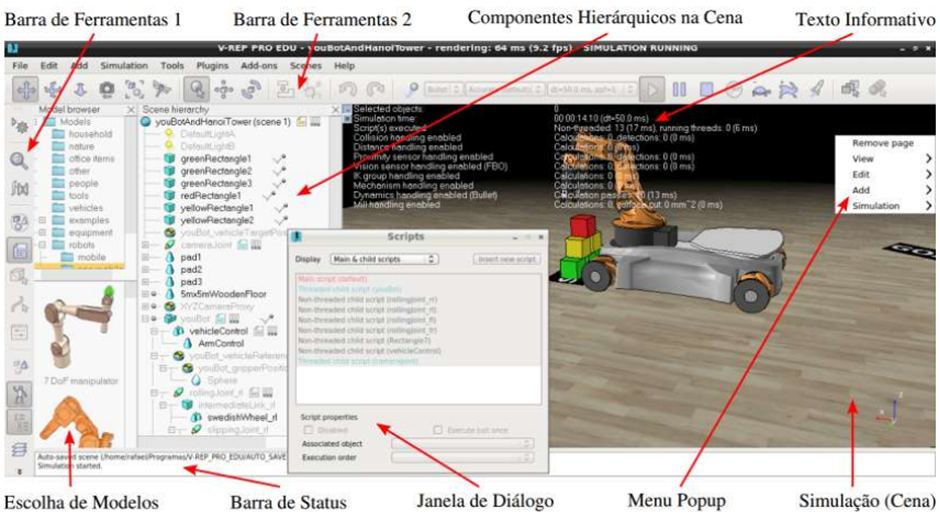 Barra de Ferramentas 1
Barra de Ferramentas 2
Componentes Hierárquicos na Cena
Texto Informativo
V-REP PRO EDU - youBotAndHanoiTower - rendering: 64 ms (9.2 fps) - SIMULATION RUNNING
File Edit Add Simulation Tools Plugins Add-ons Scenes Help
Model browser
Models
household
nature
office items
other
people
tools
vehicles
examples
equipment
robots
mobile
7 DoF manipulator
Scene hierarchy
youBotAndHanoiTower (scene 1)
DefaultLightA
DefaultLightB
greenRectangle1
greenRectangle2
greenRectangle3
redRectangle1
yellowRectangle1
yellowRectangle2
youBot_vehicleTargetPos
cameraJoint
pad1
pad2
pad3
5mx5mWoodenFloor
XYZCameraProxy
youBot
vehicleControl
ArmControl
youBot_vehicleReferen
youBot_gripperPositio
Sphere
rollingJoint_rl
intermediateLink_rl
swedishWheel_rl
slippingJoint_rl
Selected objects: 0
Simulation time: 00:00:14.10 (dt=50.0 ms)
Script(s) executed Non-threaded: 13 (17 ms), running threads: 0 (6 ms)
Collision handling enabled Calculations: 0, detections: 0 (0 ms)
Distance handling enabled Calculations: 0
Proximity sensor handling enabled Calculations: 0, detections: 0 (0 ms)
Vision sensor handling enabled (FBO) Calculations: 0, detections: 0 (0 ms)
IK group handling enabled Calculations: 0
Mechanism handling enabled Calculations: 0
Dynamics handling enabled (Bullet) Calculation passes: (13 ms)
Mill handling enabled Calculations: 0, cut: 0 mm^2 (0 ms)
Remove page
View
Edit
Add
Simulation
Scripts
Display Main & child scripts Insert new script
Main script (default)
Threaded child script (youBot)
Non-threaded child script (rollingJoint_rr)
Non-threaded child script (rollingJoint_rl)
Non-threaded child script (rollingJoint_fl)
Non-threaded child script (rollingJoint_fr)
Non-threaded child script (Rectangle7)
Non-threaded child script (vehicleControl)
Threaded child script (cameraJoint)
Script properties
Disabled Execute just once
Associated object
Execution order
Auto-saved scene (/home/rafael/Programas/V-REP_PRO_EDU/AUTO_SAVE
Simulation started.
Escolha de Modelos
Barra de Status
Janela de Diálogo
Menu Popup
Simulação (Cena)